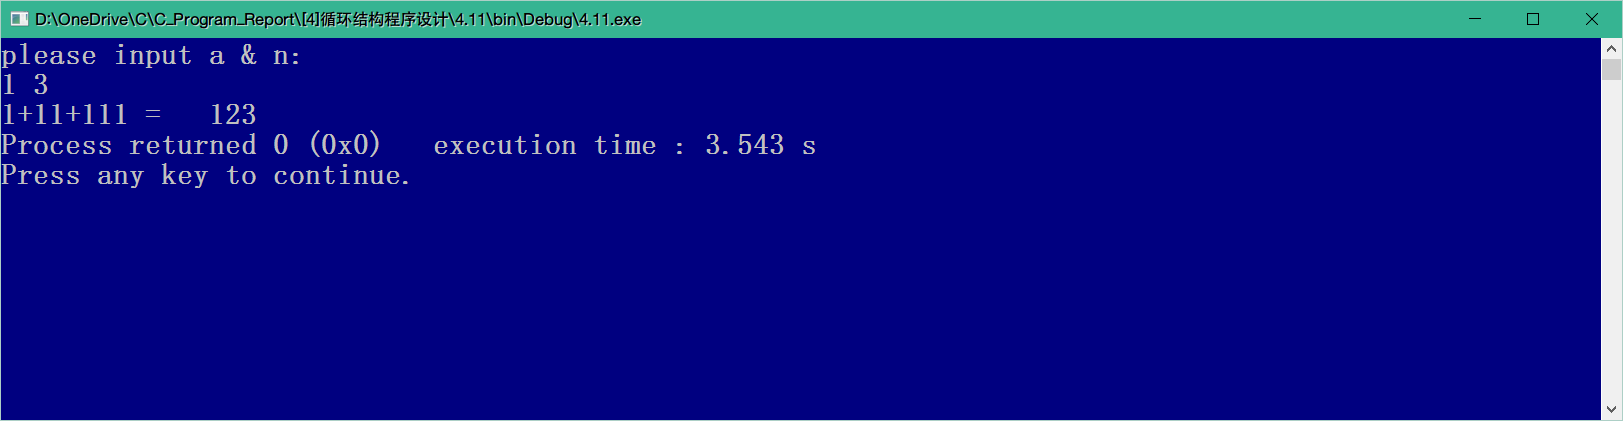 D:\OneDrive\C\C_Program_Report\[4]循环结构程序设计\4.11\bin\Debug\4.11.exe
please input a & n:
1 3
1+11+111 =   123
Process returned 0 (0x0)   execution time : 3.543 s
Press any key to continue.